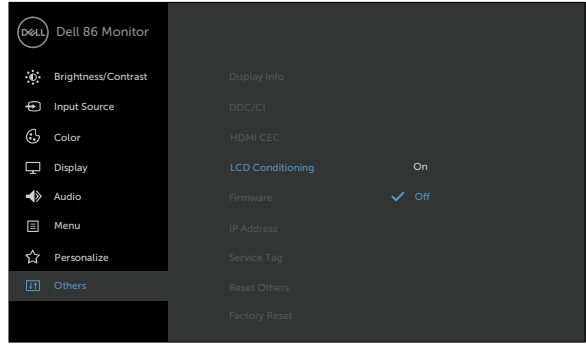 DELL Dell 86 Monitor
Brightness/Contrast
Input Source
Color
Display
Audio
Menu
Personalize
Others
Display Info
DDC/CI
HDMI CEC
LCD Conditioning On
Firmware Off
IP Address
Service Tag
Reset Others
Factory Reset